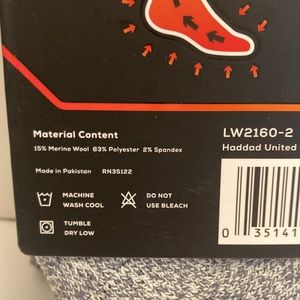 Material Content
15% Merino Wool 83% Polyester 2% Spandex
Made in Pakistan RN35122
MACHINE
WASH COOL
DO NOT
USE BLEACH
TUMBLE
DRY LOW
LW2160-2
Haddad United
0 35141